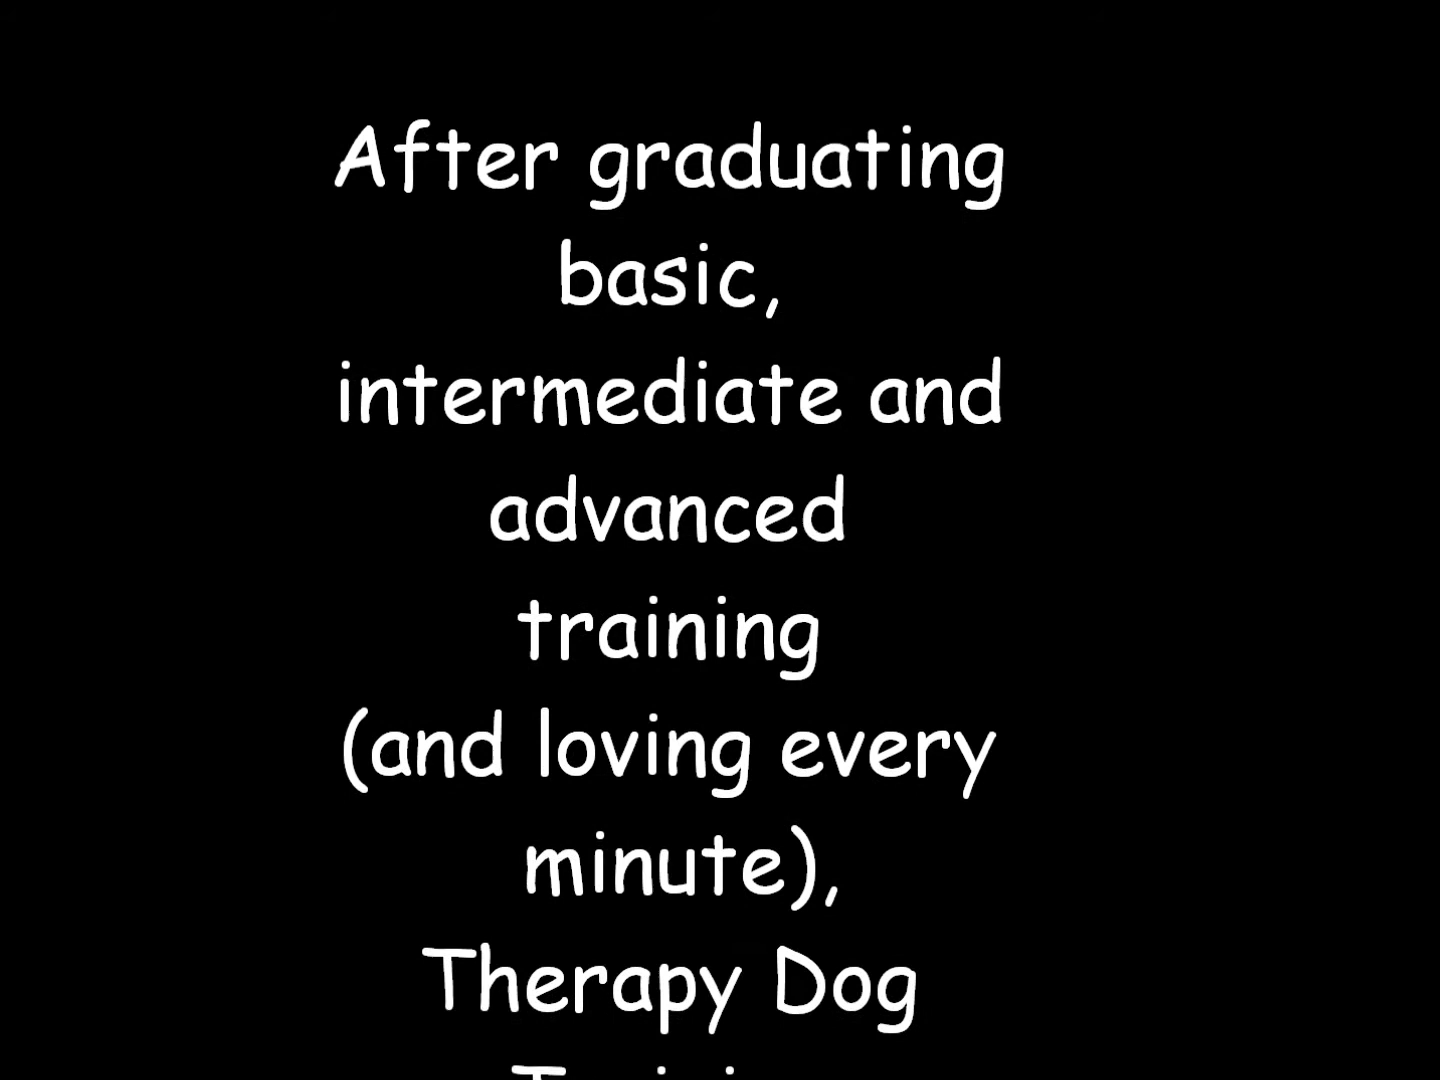 After graduating
basic,
intermediate and
advanced
training
(and loving every
minute),
Therapy Dog